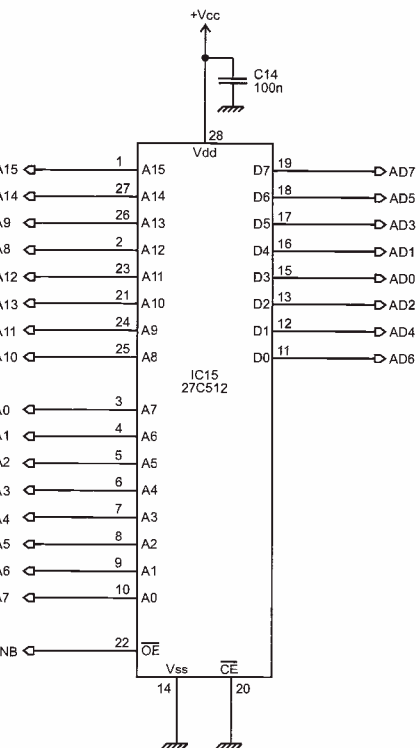 +Vcc
C14
100n
28
Vdd
A15 1 A15 D7 19 AD7
A14 27 A14 D6 18 AD5
A9 26 A13 D5 17 AD3
A8 2 A12 D4 16 AD1
A12 23 A11 D3 15 AD0
A13 21 A10 D2 13 AD2
A11 24 A9 D1 12 AD4
A10 25 A8 D0 11 AD6
IC15
27C512
A0 3 A7
A1 4 A6
A2 5 A5
A3 6 A4
A4 7 A3
A5 8 A2
A6 9 A1
A7 10 A0
NB 22 OE
Vss CE
14 20